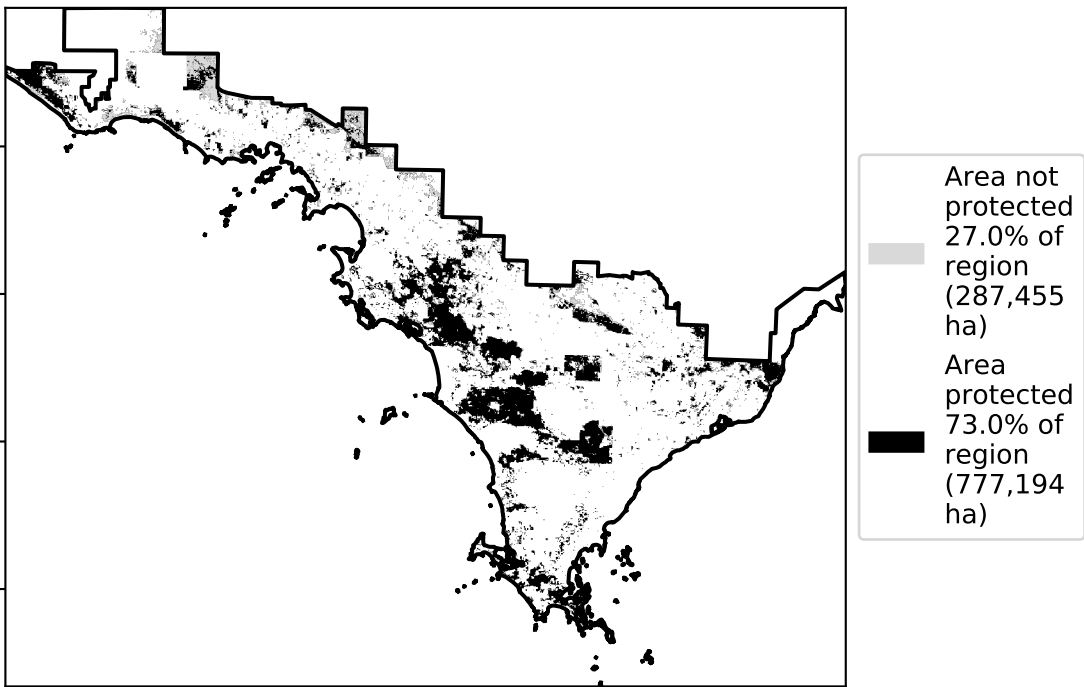 Area not
protected
27.0% of
region
(287,455
ha)
Area
protected
73.0% of
region
(777,194
ha)